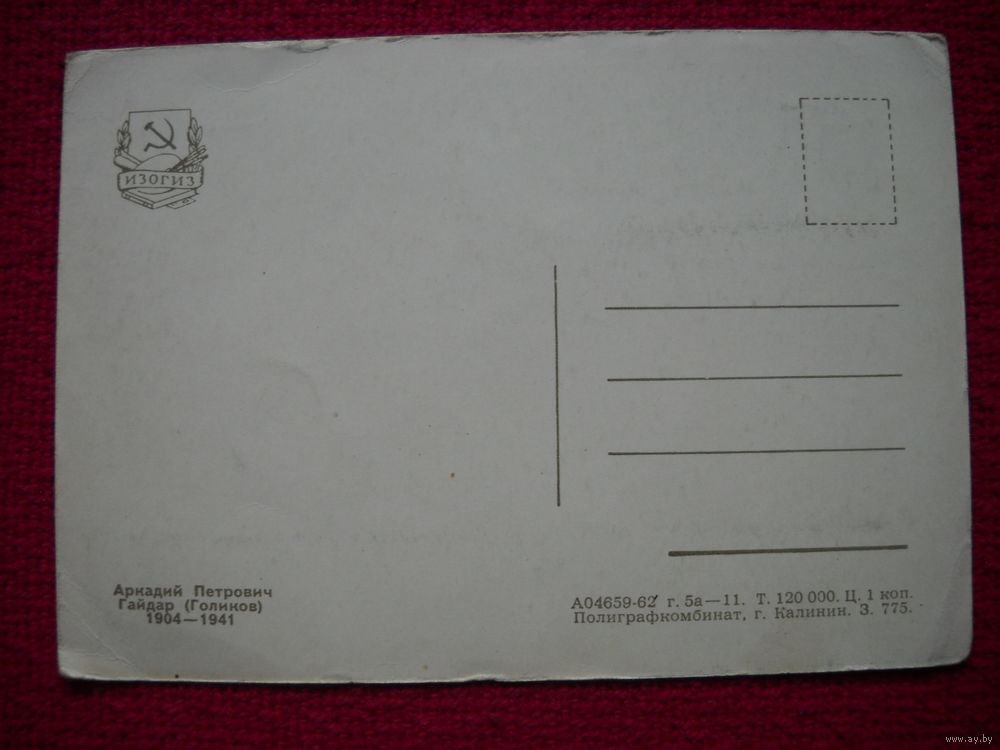 ИЗОГИЗ
Аркадий Петрович
Гайдар (Голиков)
1904—1941
А04659-62 г. 5а—11. Т. 120 000. Ц. 1 коп.
Полиграфкомбинат, г. Калинин. З. 775.
www.ay.by